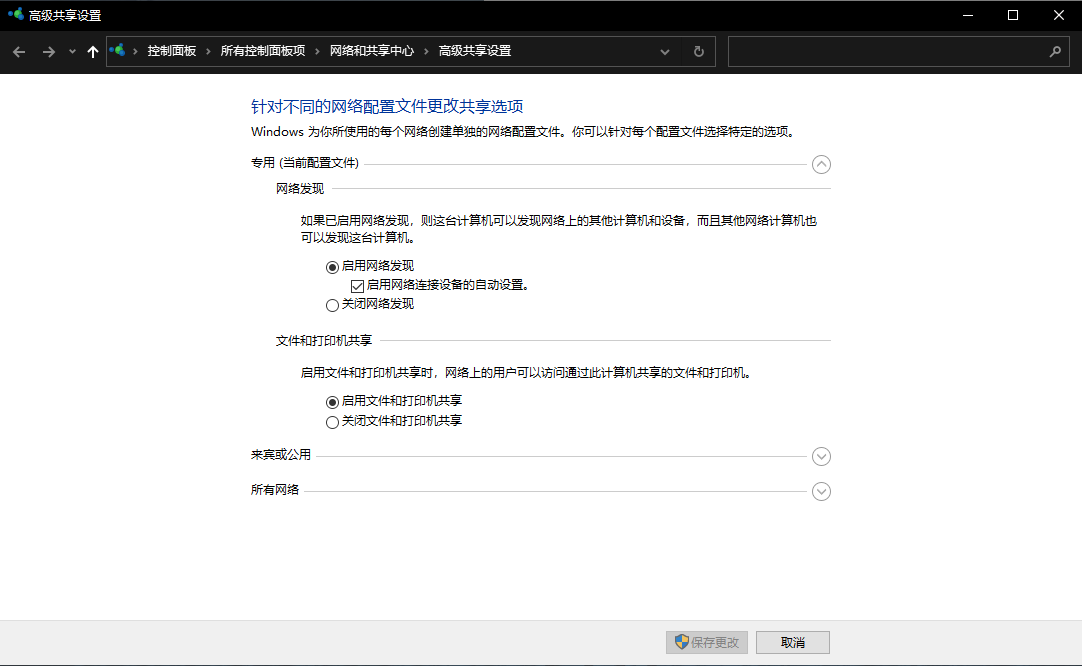 高级共享设置
控制面板 › 所有控制面板项 › 网络和共享中心 › 高级共享设置
针对不同的网络配置文件更改共享选项
Windows 为你所使用的每个网络创建单独的网络配置文件。你可以针对每个配置文件选择特定的选项。
专用 (当前配置文件)
网络发现
如果已启用网络发现，则这台计算机可以发现网络上的其他计算机和设备，而且其他网络计算机也
可以发现这台计算机。
启用网络发现
启用网络连接设备的自动设置。
关闭网络发现
文件和打印机共享
启用文件和打印机共享时，网络上的用户可以访问通过此计算机共享的文件和打印机。
启用文件和打印机共享
关闭文件和打印机共享
来宾或公用
所有网络
保存更改 取消